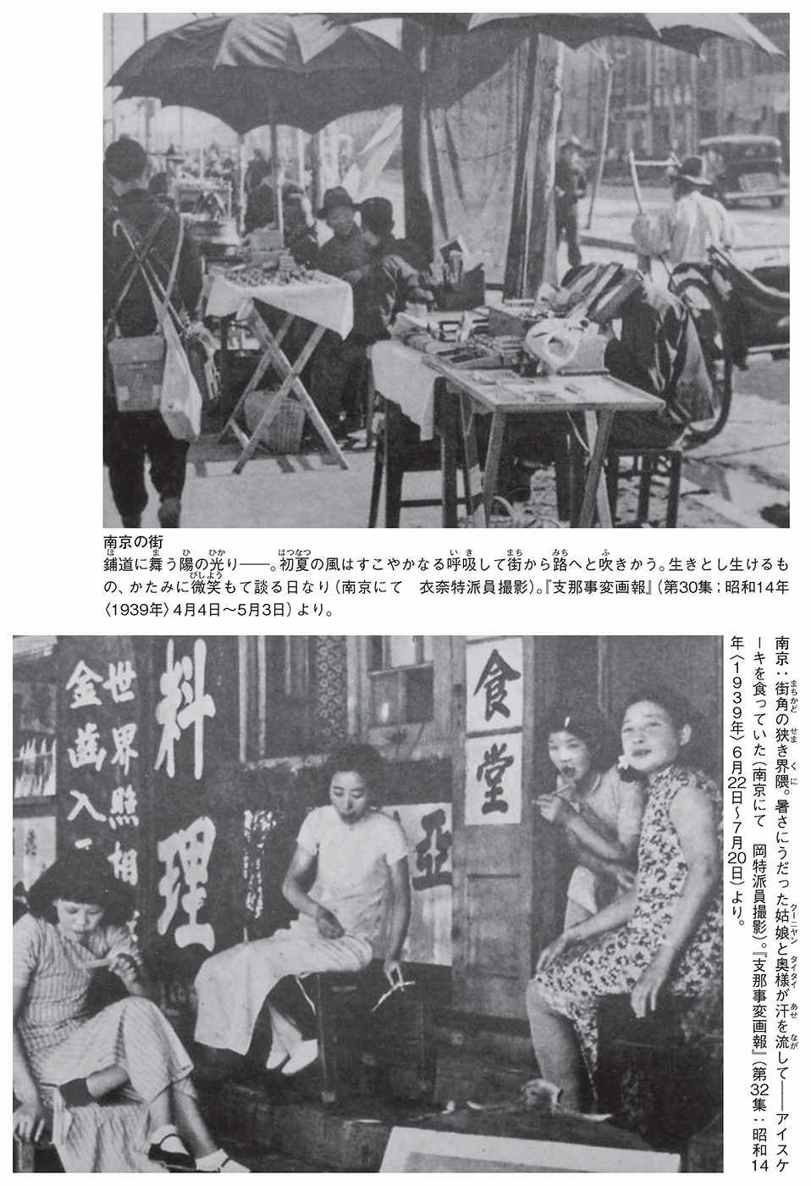 南京の街
鋪道に舞う陽の光り──。初夏の風はすこやかなる呼吸して街から路へと吹きかう。生きとし生けるも
の、かたみに微笑もて談る日なり（南京にて　衣奈特派員撮影）。『支那事変画報』（第30集；昭和14年
〈1939年〉4月4日～5月3日）より。
南京：街角の狭き界隈。暑さにうだった姑娘と奥様が汗を流して──アイスケ
ーキを食っていた（南京にて　岡特派員撮影）。『支那事変画報』（第32集：昭和14
年〈1939年〉6月22日～7月20日）より。
食堂
料理
世界照相
金歯入
亞